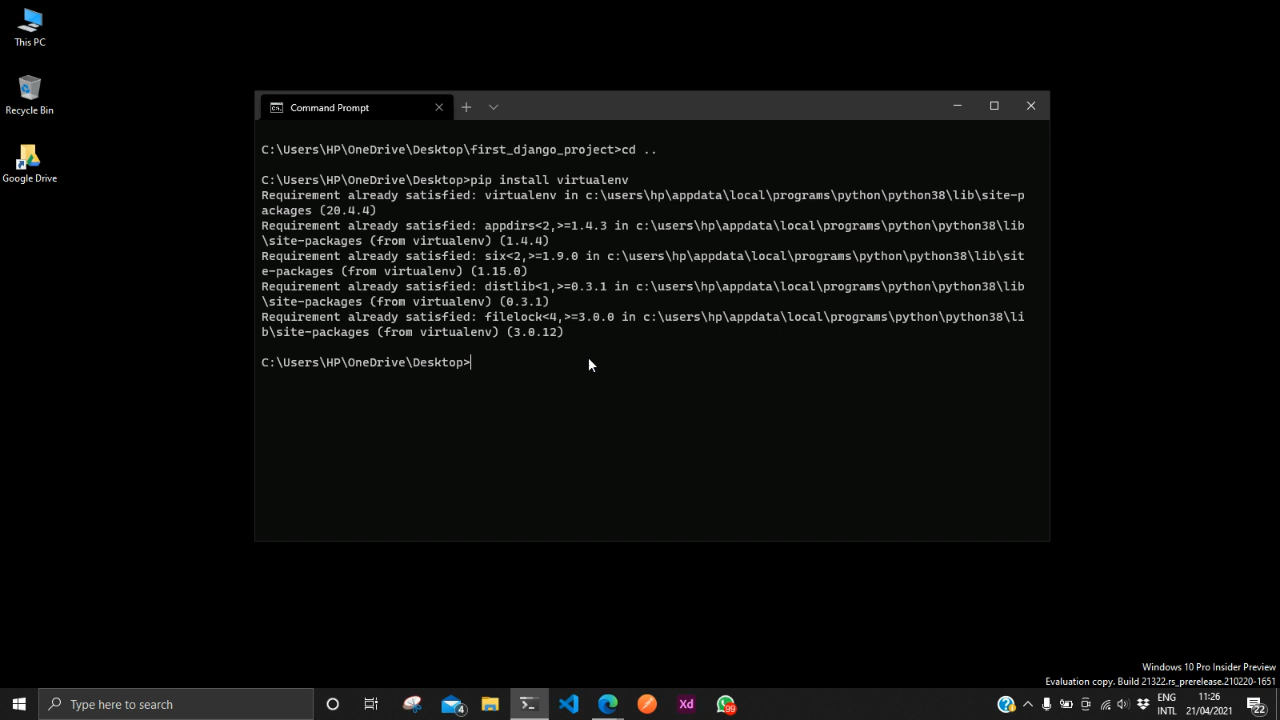 This PC
Recycle Bin
Google Drive
Command Prompt
C:\Users\HP\OneDrive\Desktop\first_django_project>cd ..
C:\Users\HP\OneDrive\Desktop>pip install virtualenv
Requirement already satisfied: virtualenv in c:\users\hp\appdata\local\programs\python\python38\lib\site-p
ackages (20.4.4)
Requirement already satisfied: appdirs<2,>=1.4.3 in c:\users\hp\appdata\local\programs\python\python38\lib
\site-packages (from virtualenv) (1.4.4)
Requirement already satisfied: six<2,>=1.9.0 in c:\users\hp\appdata\local\programs\python\python38\lib\sit
e-packages (from virtualenv) (1.15.0)
Requirement already satisfied: distlib<1,>=0.3.1 in c:\users\hp\appdata\local\programs\python\python38\lib
\site-packages (from virtualenv) (0.3.1)
Requirement already satisfied: filelock<4,>=3.0.0 in c:\users\hp\appdata\local\programs\python\python38\li
b\site-packages (from virtualenv) (3.0.12)
C:\Users\HP\OneDrive\Desktop>
Windows 10 Pro Insider Preview
Evaluation copy. Build 21322.rs_prerelease.210220-1651
Type here to search
4
Xd
99
ENG
INTL
11:26
21/04/2021
22